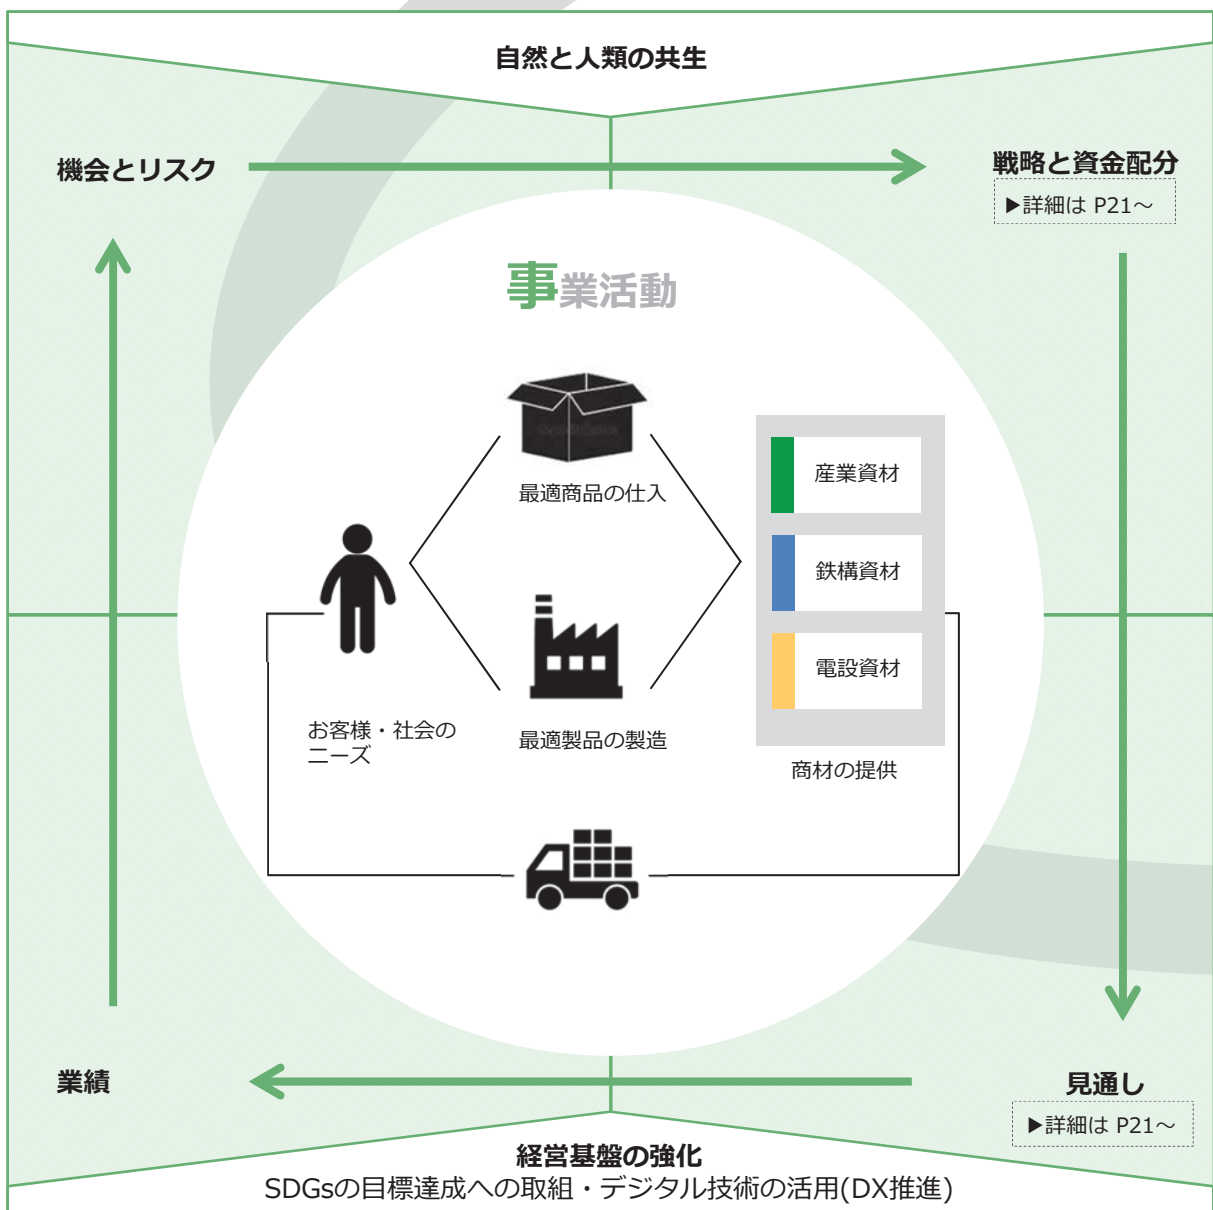 自然と人類の共生
機会とリスク
戦略と資金配分
▶詳細は P21~
事業活動
最適商品の仕入
産業資材
鉄構資材
電設資材
お客様・社会の
ニーズ
最適製品の製造
商材の提供
業績
見通し
▶詳細は P21~
経営基盤の強化
SDGsの目標達成への取組・デジタル技術の活用(DX推進)